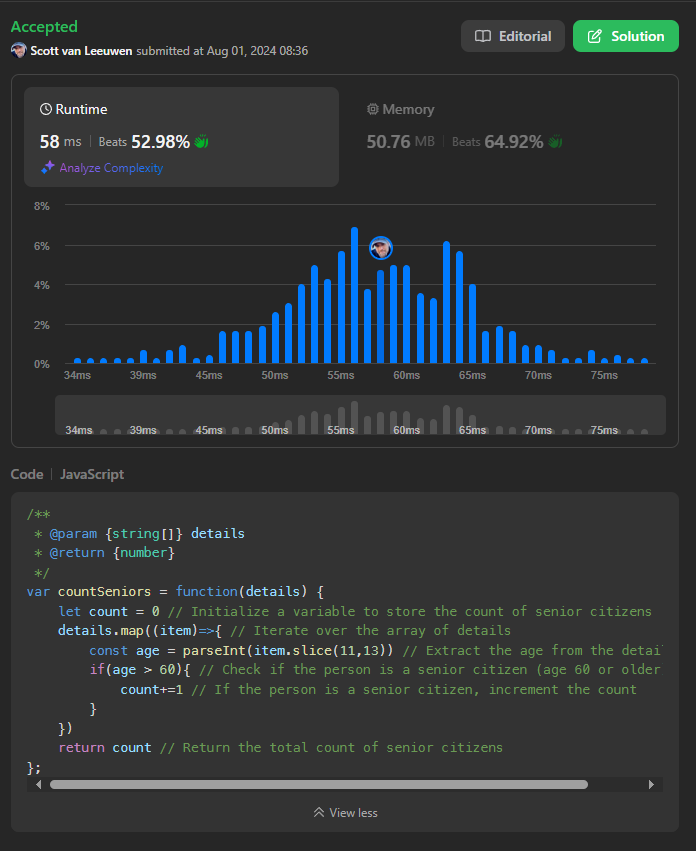 Accepted
Scott van Leeuwen submitted at Aug 01, 2024 08:36
Editorial
Solution
Runtime
58 ms | Beats 52.98%
Analyze Complexity
Memory
50.76 MB | Beats 64.92%
8%
6%
4%
2%
0%
34ms 39ms 45ms 50ms 55ms 60ms 65ms 70ms 75ms
34ms 39ms 45ms 50ms 55ms 60ms 65ms 70ms 75ms
Code | JavaScript
/**
 * @param {string[]} details
 * @return {number}
 */
var countSeniors = function(details) {
    let count = 0 // Initialize a variable to store the count of senior citizens
    details.map((item)=>{ // Iterate over the array of details
        const age = parseInt(item.slice(11,13)) // Extract the age from the detai
        if(age > 60){ // Check if the person is a senior citizen (age 60 or older
            count+=1 // If the person is a senior citizen, increment the count
        }
    })
    return count // Return the total count of senior citizens
};
View less